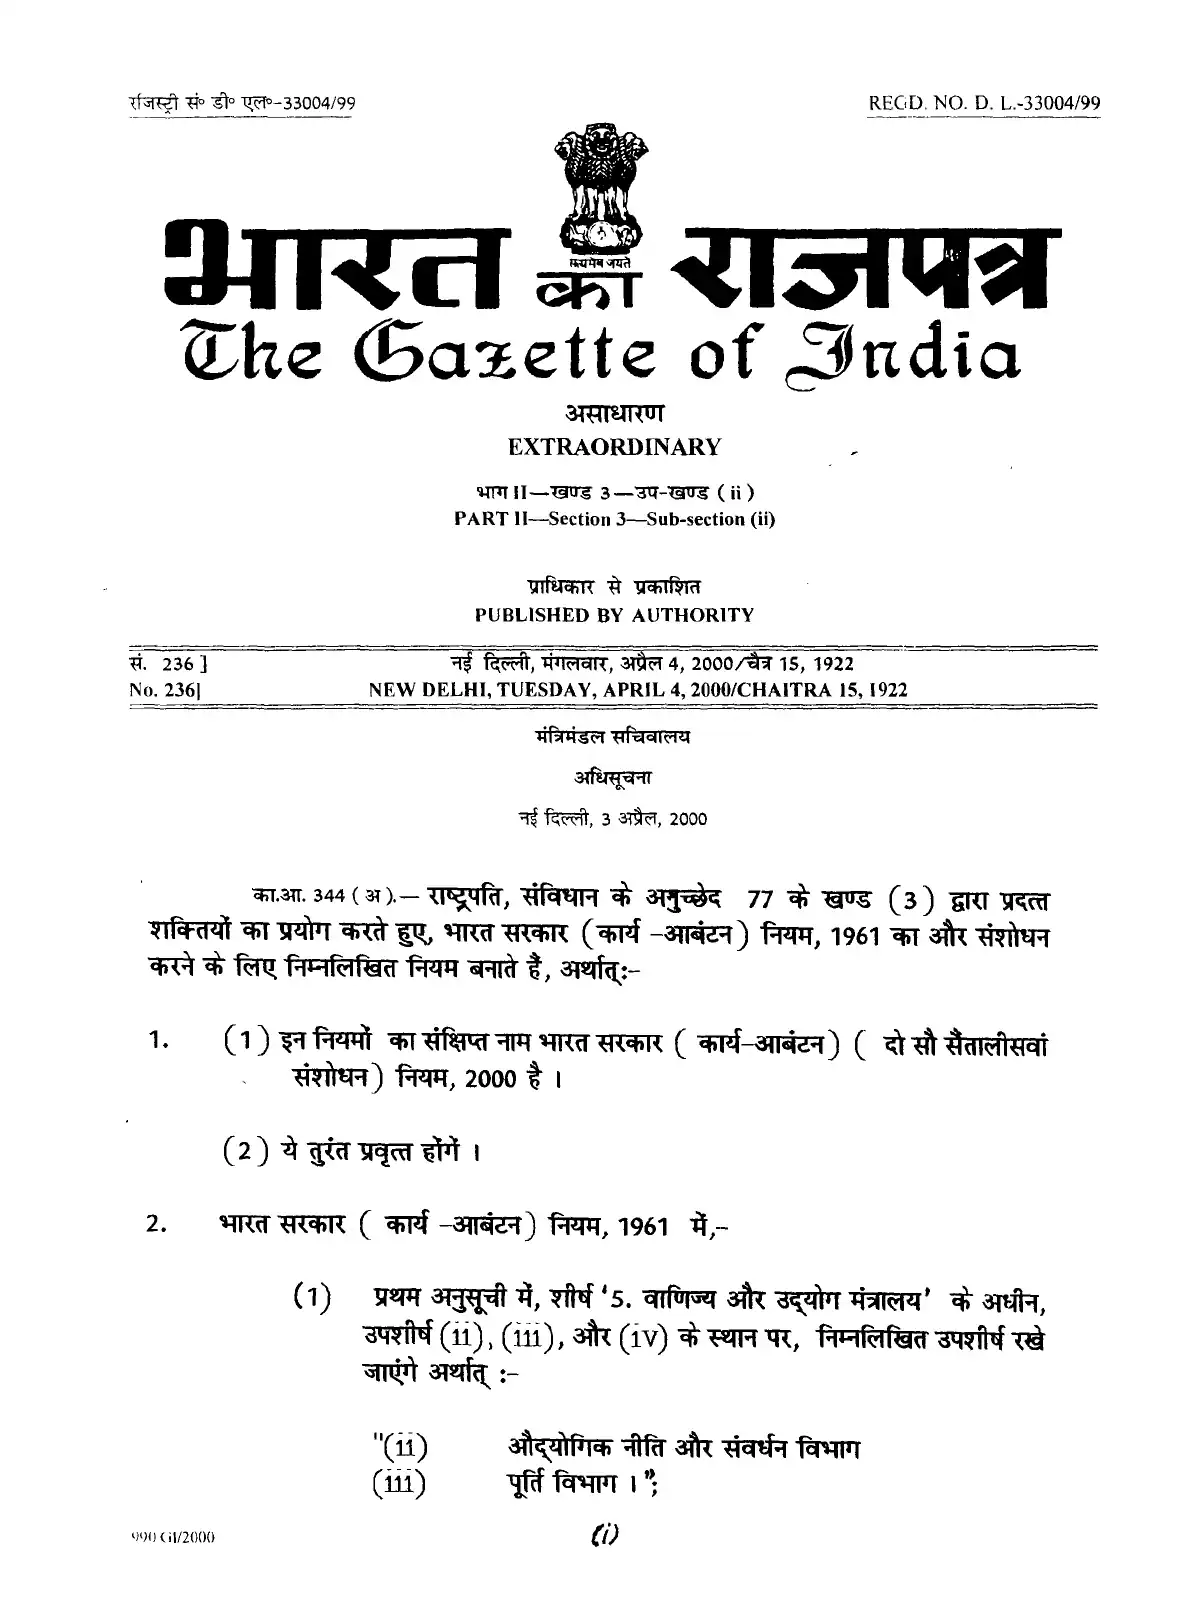 रजिस्ट्री सं॰ डी॰ एल॰-33004/99
REGD. NO. D. L.-33004/99
सत्यमेव जयते
भारत का राजपत्र
The Gazette of India
असाधारण
EXTRAORDINARY
भाग II—खण्ड 3—उप-खण्ड ( ii )
PART II—Section 3—Sub-section (ii)
प्राधिकार से प्रकाशित
PUBLISHED BY AUTHORITY
सं. 236 ]
नई दिल्ली, मंगलवार, अप्रैल 4, 2000/चैत्र 15, 1922
No. 236]
NEW DELHI, TUESDAY, APRIL 4, 2000/CHAITRA 15, 1922
मंत्रिमंडल सचिवालय
अधिसूचना
नई दिल्ली, 3 अप्रैल, 2000
का.आ. 344 ( अ ).— राष्ट्रपति, संविधान के अनुच्छेद 77 के खण्ड (3) द्वारा प्रदत्त
शक्तियों का प्रयोग करते हुए, भारत सरकार (कार्य -आबंटन) नियम, 1961 का और संशोधन
करने के लिए निम्नलिखित नियम बनाते हैं, अर्थात्:-
1. (1) इन नियमों का संक्षिप्त नाम भारत सरकार ( कार्य-आबंटन) ( दो सौ सैंतालीसवां
संशोधन) नियम, 2000 है ।
(2) ये तुरंत प्रवृत्त होंगें ।
2. भारत सरकार ( कार्य -आबंटन) नियम, 1961 में,-
(1) प्रथम अनुसूची में, शीर्ष '5. वाणिज्य और उद्योग मंत्रालय' के अधीन,
उपशीर्ष (ii), (iii), और (iv) के स्थान पर, निम्नलिखित उपशीर्ष रखे
जाएंगे अर्थात् :-
"(ii) औद्योगिक नीति और संवर्धन विभाग
(iii) पूर्ति विभाग ।";
990 GI/2000
(i)